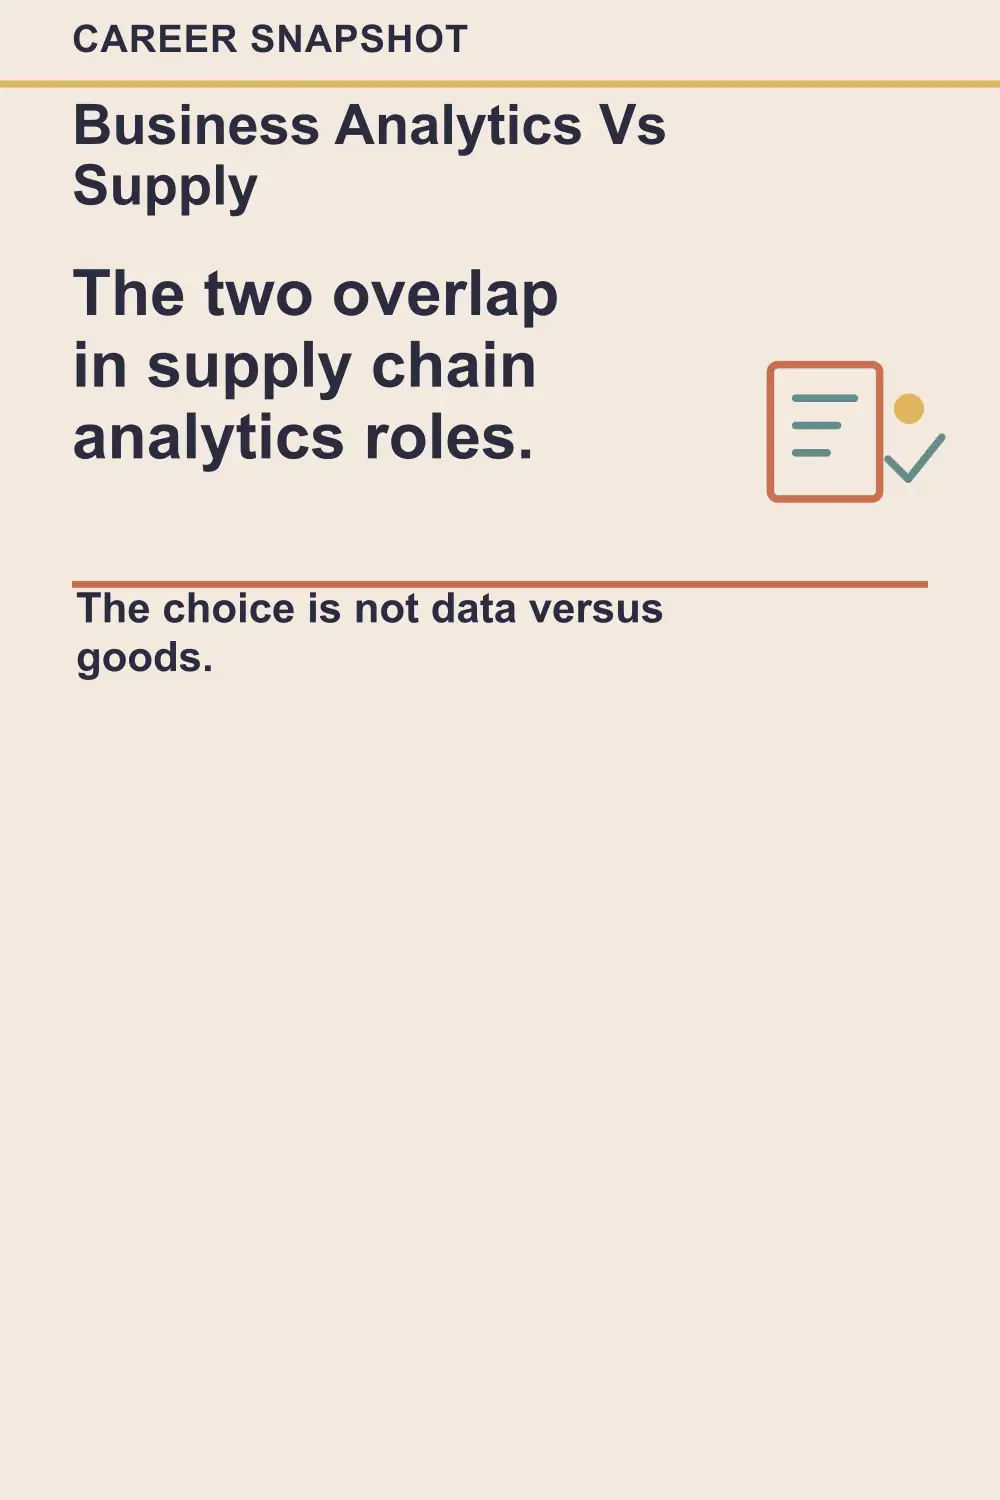 CAREER SNAPSHOT
Business Analytics Vs
Supply
The two overlap
in supply chain
analytics roles.
The choice is not data versus
goods.